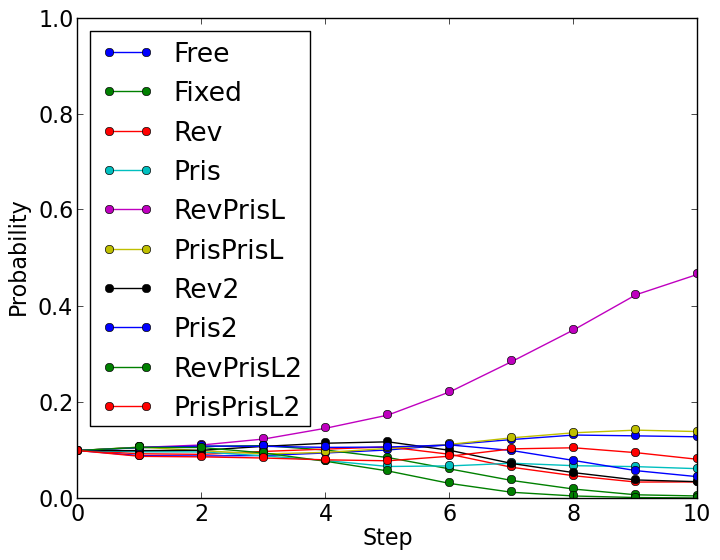 1.0
0.8
0.6
0.4
0.2
0.0
Probability
Free
Fixed
Rev
Pris
RevPrisL
PrisPrisL
Rev2
Pris2
RevPrisL2
PrisPrisL2
0 2 4 6 8 10
Step